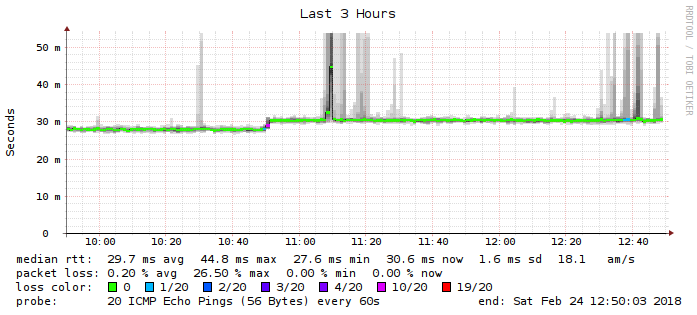 Last 3 Hours
RRDTOOL / TOBI OETIKER
Seconds
50 m
40 m
30 m
20 m
10 m
0
10:00 10:20 10:40 11:00 11:20 11:40 12:00 12:20 12:40
median rtt: 29.7 ms avg 44.8 ms max 27.6 ms min 30.6 ms now 1.6 ms sd 18.1 am/s
packet loss: 0.20 % avg 26.50 % max 0.00 % min 0.00 % now
loss color: 0 1/20 2/20 3/20 4/20 10/20 19/20
probe: 20 ICMP Echo Pings (56 Bytes) every 60s end: Sat Feb 24 12:50:03 2018